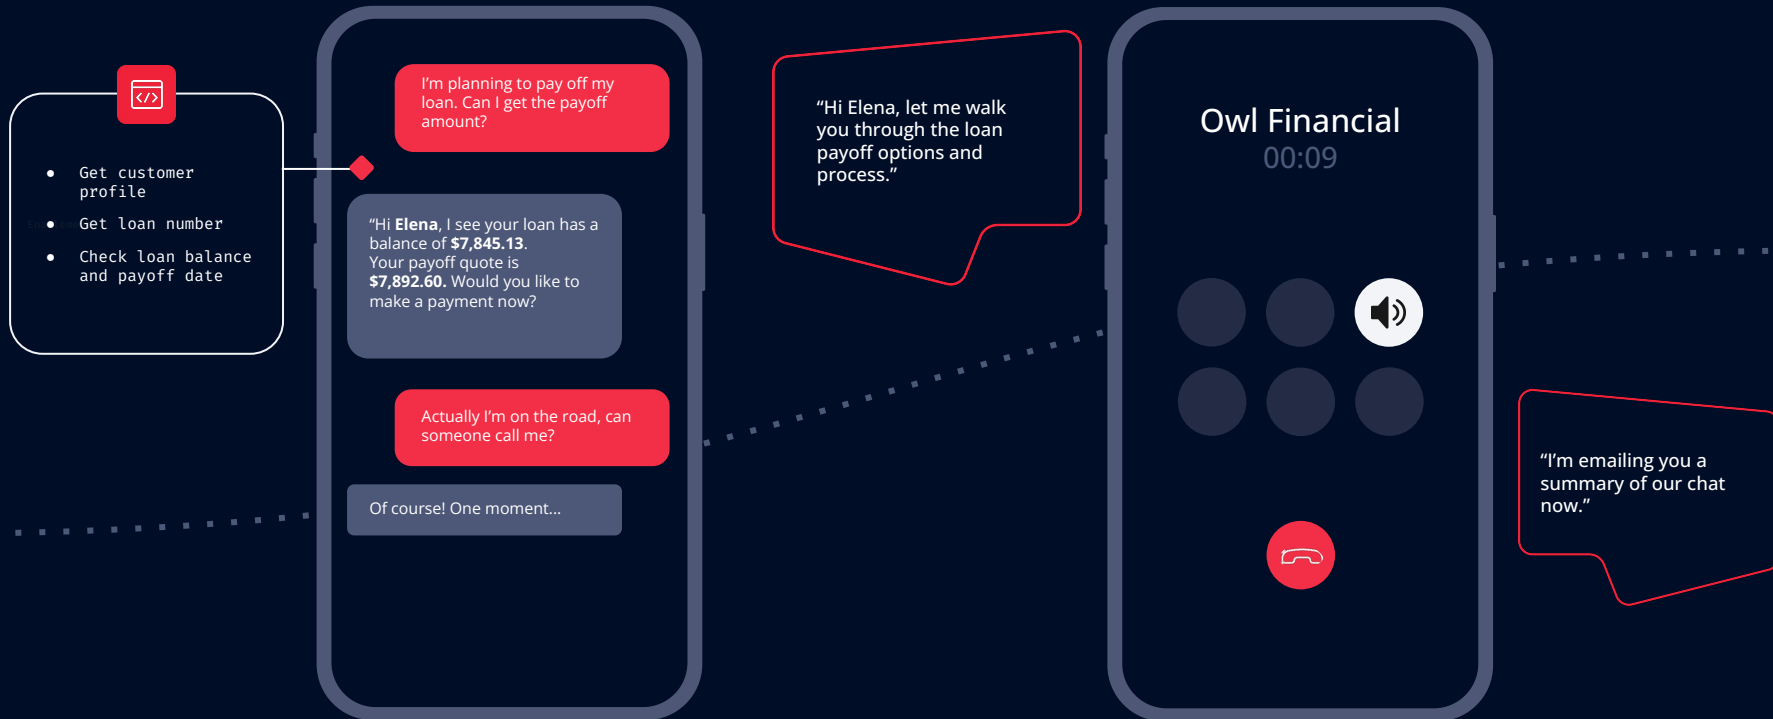 ● Get customer
profile
● Get loan number
● Check loan balance
and payoff date
I’m planning to pay off my
loan. Can I get the payoff
amount?
“Hi Elena, I see your loan has a
balance of $7,845.13.
Your payoff quote is
$7,892.60. Would you like to
make a payment now?
Actually I’m on the road, can
someone call me?
Of course! One moment...
“Hi Elena, let me walk
you through the loan
payoff options and
process.”
Owl Financial
00:09
“I’m emailing you a
summary of our chat
now.”